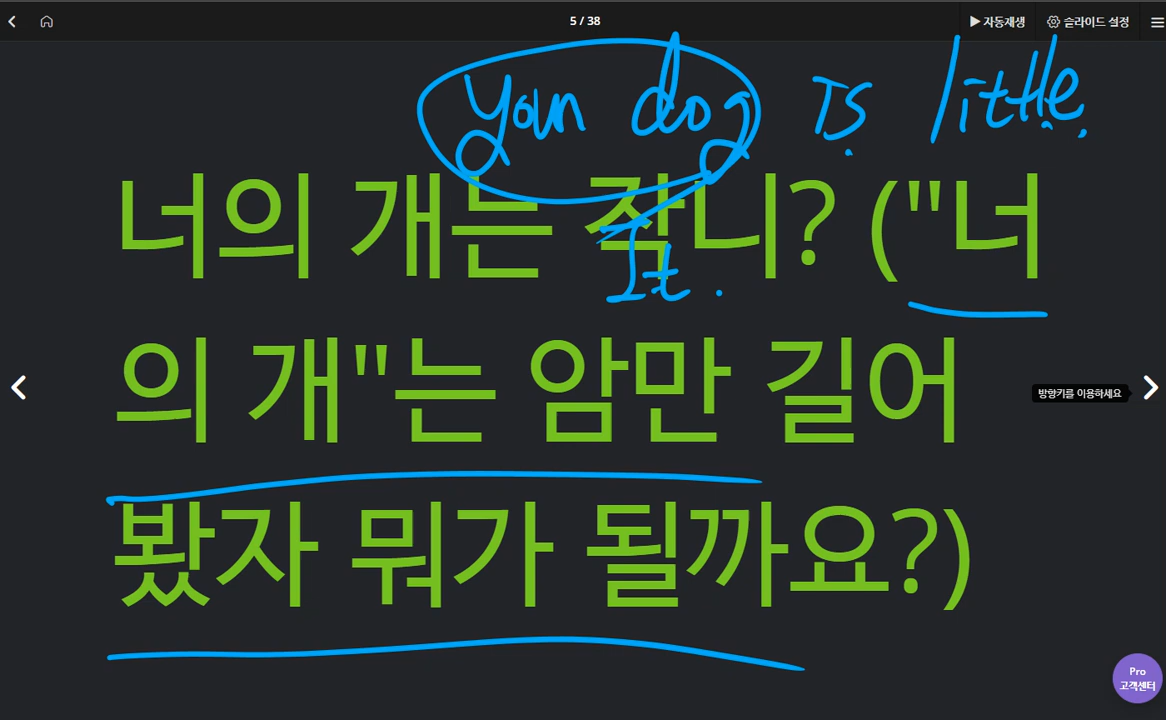 5 / 38
▶ 자동재생
슬라이드 설정
your dog Is little.
너의 개는 작니? ("너
It.
의 개"는 암만 길어
방향키를 이용하세요
봤자 뭐가 될까요?)
Pro
고객센터